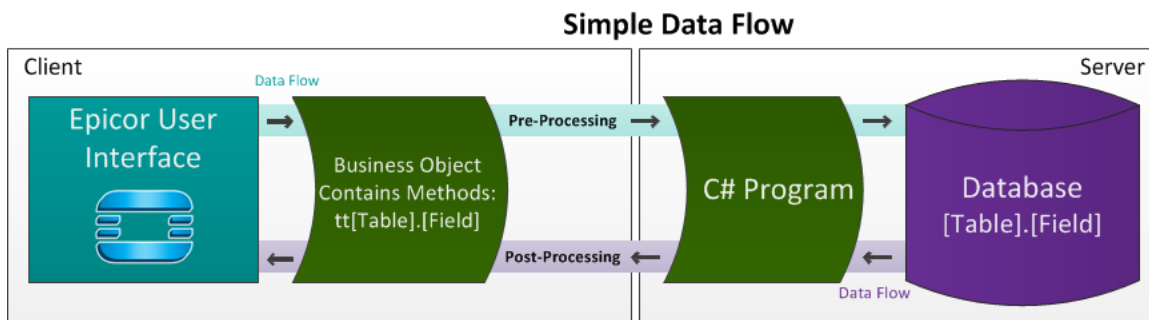 Simple Data Flow
Client
Server
Data Flow
Epicor User
Interface
Business Object
Contains Methods:
tt[Table].[Field]
Pre-Processing
C# Program
Database
[Table].[Field]
Post-Processing
Data Flow